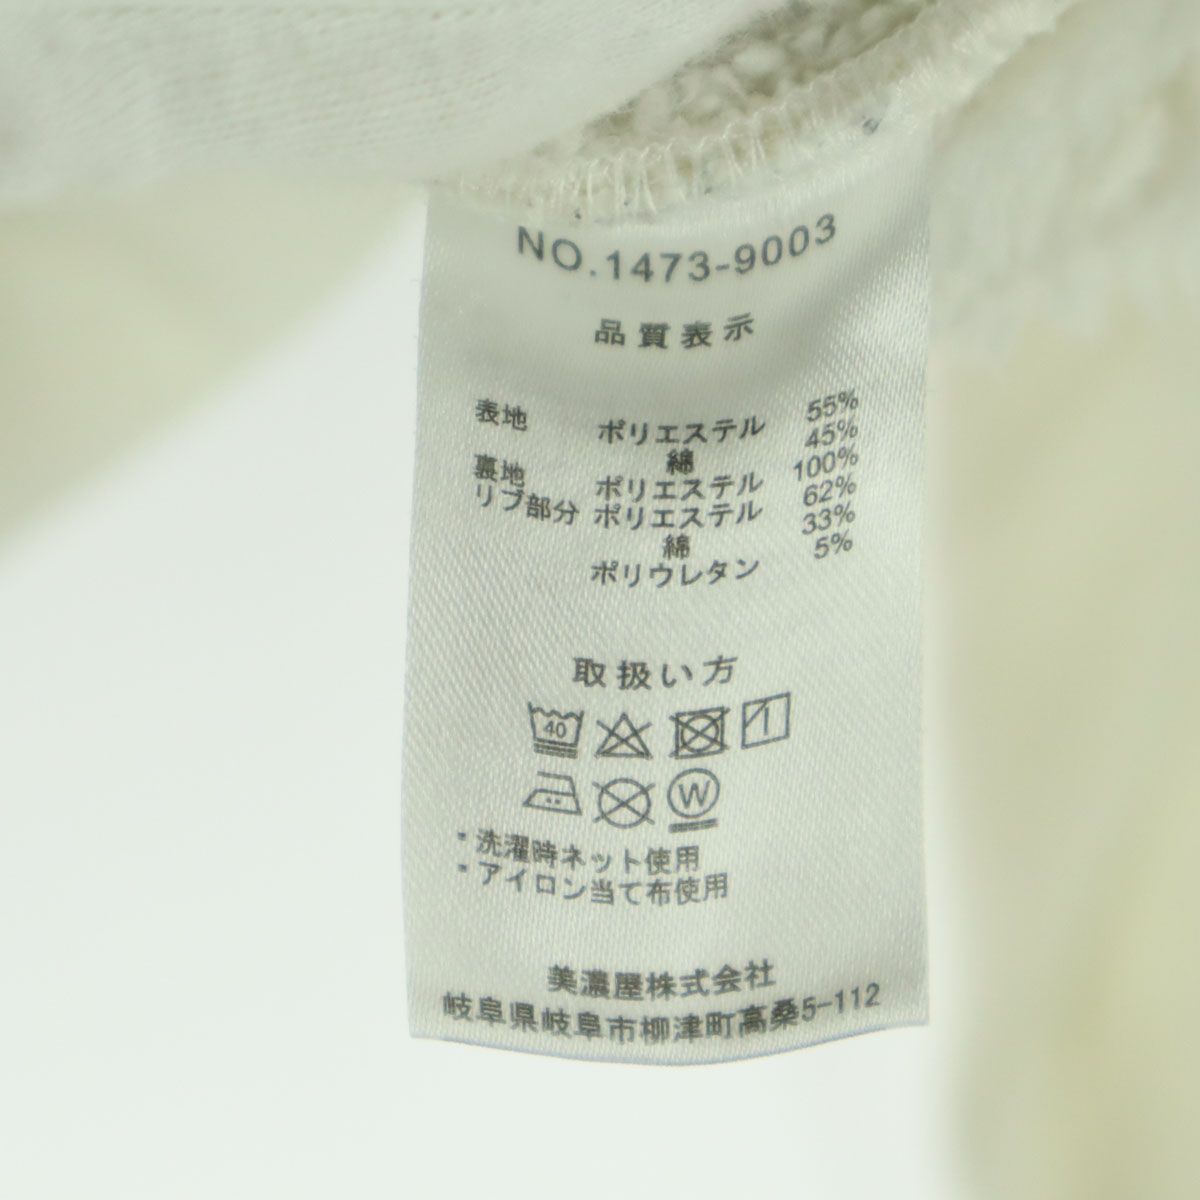 NO.1473-9003
品質表示
表地 ポリエステル 55%
綿 45%
裏地 ポリエステル 100%
リブ部分 ポリエステル 62%
綿 33%
ポリウレタン 5%
取扱い方
40
W
・洗濯時ネット使用
・アイロン当て布使用
美濃屋株式会社
岐阜県岐阜市柳津町高桑5-112